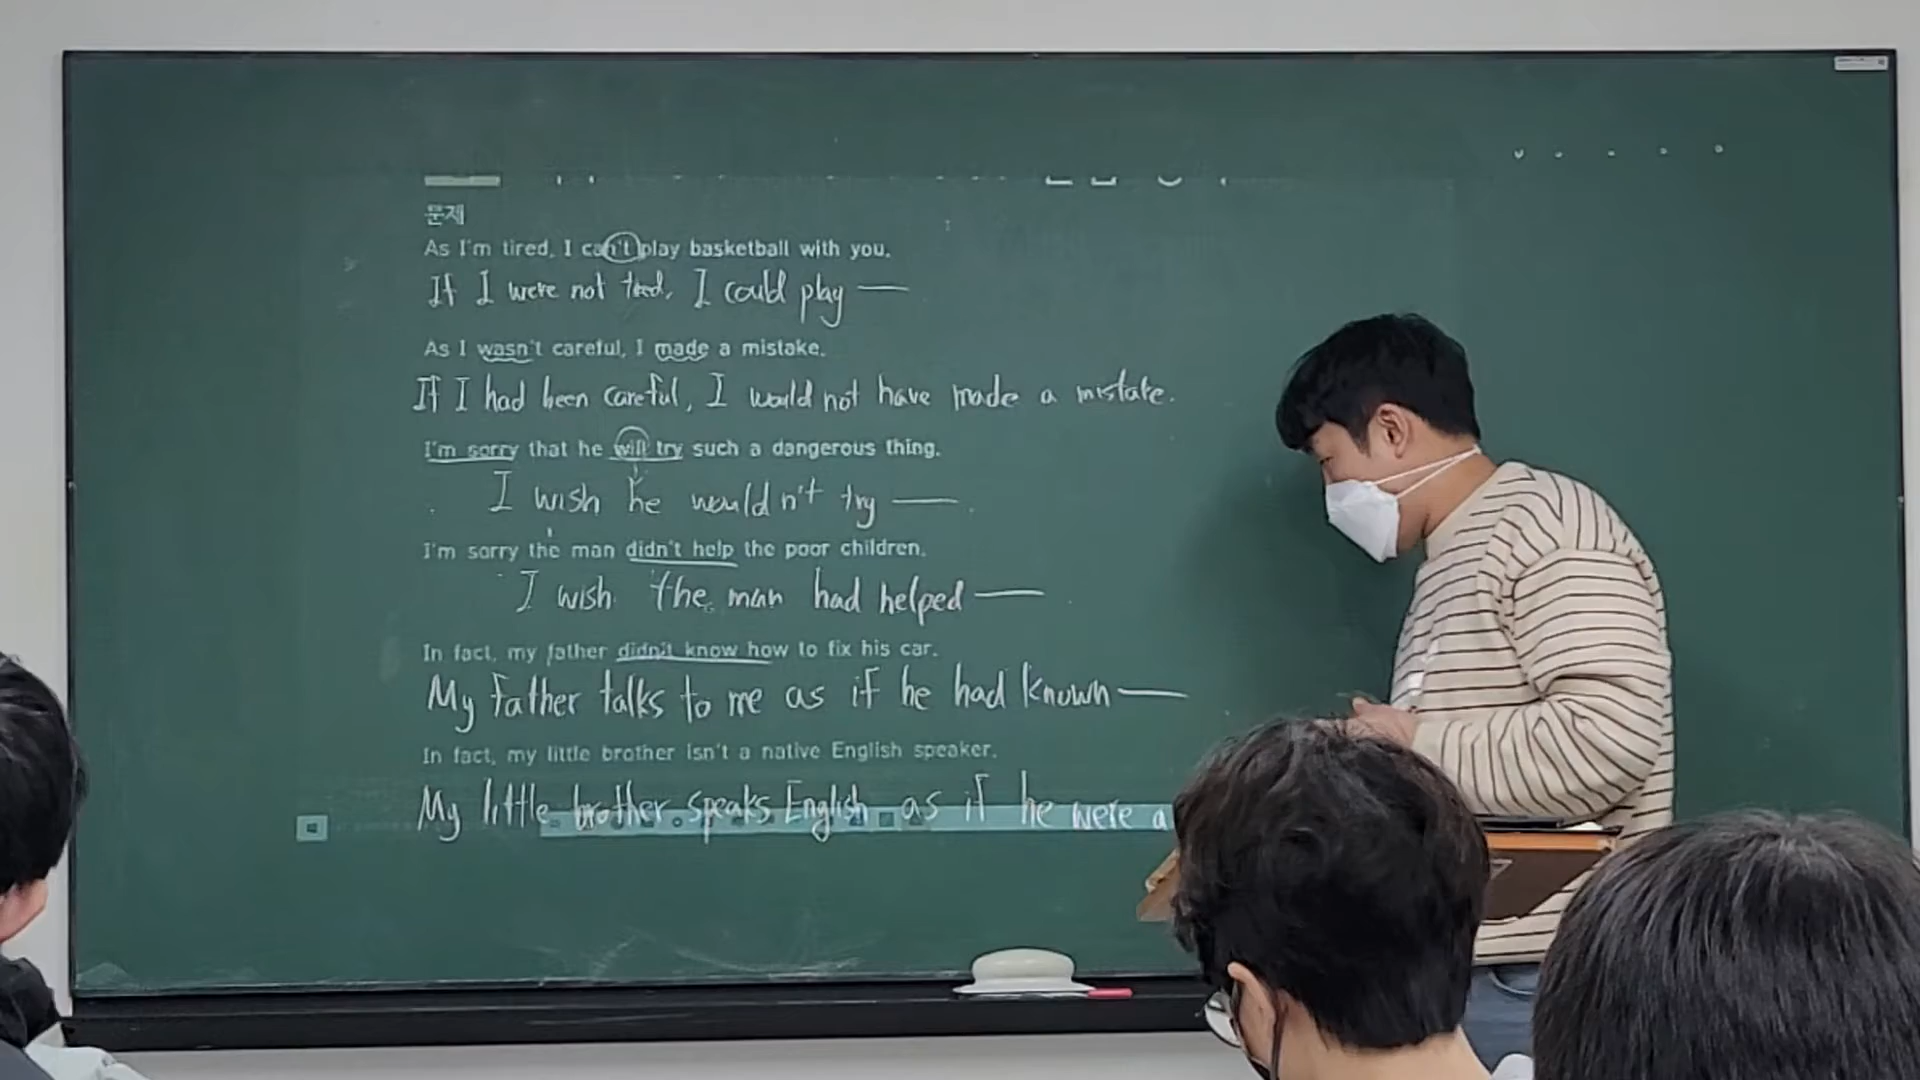 문제
As I'm tired, I can't play basketball with you.
If I were not tired, I could play —
As I wasn't careful, I made a mistake.
If I had been careful, I would not have made a mistake.
I'm sorry that he will try such a dangerous thing.
I wish he wouldn't try —.
I'm sorry the man didn't help the poor children.
I wish the man had helped —
In fact, my father didn't know how to fix his car.
My father talks to me as if he had known —
In fact, my little brother isn't a native English speaker.
My little brother speaks English as if he were a